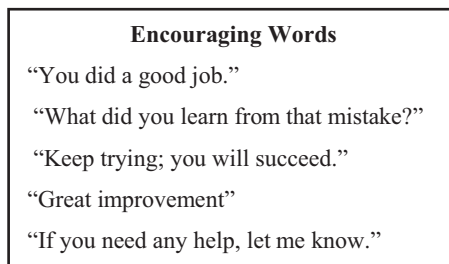 Encouraging Words
“You did a good job.”
“What did you learn from that mistake?”
“Keep trying; you will succeed.”
“Great improvement”
“If you need any help, let me know.”